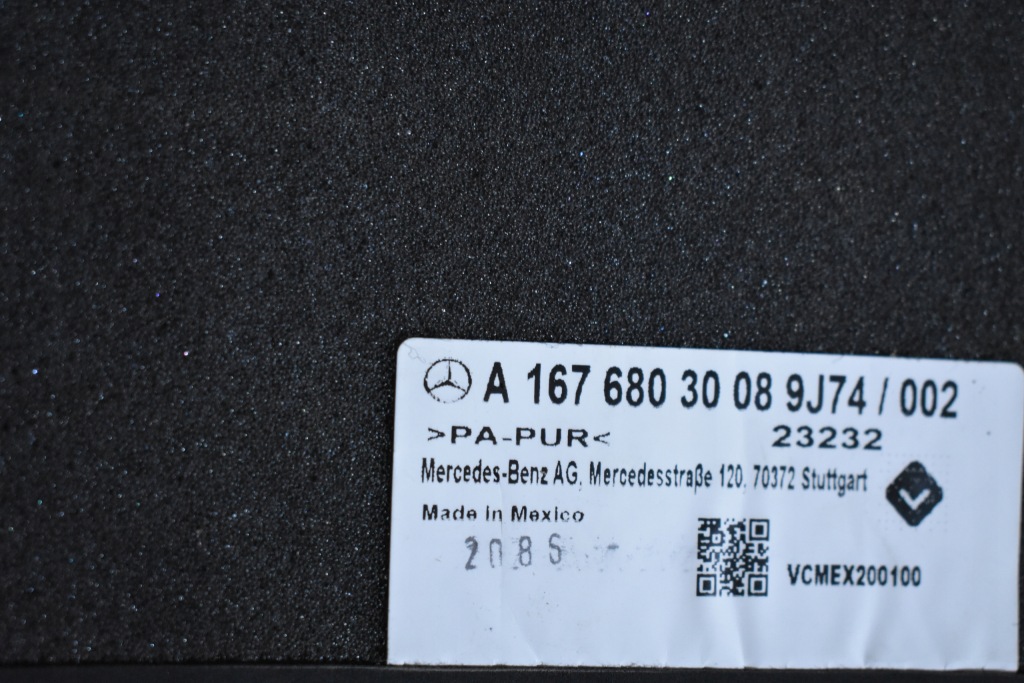 A 167 680 30 08 9J74 / 002
>PA-PUR< 23232
Mercedes-Benz AG, Mercedesstraße 120, 70372 Stuttgart
Made in Mexico
VCMEX200100